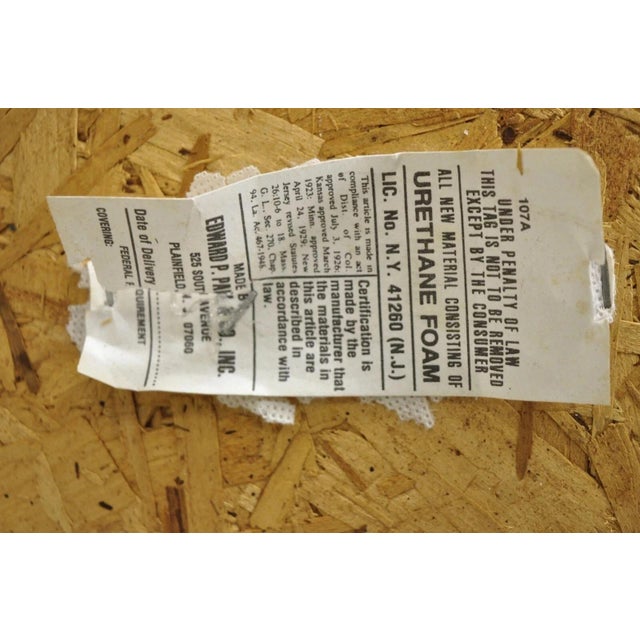 107A
UNDER PENALTY OF LAW
THIS TAG IS NOT TO BE REMOVED
EXCEPT BY THE CONSUMER
ALL NEW MATERIAL CONSISTING OF
URETHANE FOAM
LIC. No. N.Y. 41260 (N.J.)
This article is made in
compliance with an act
of Dist. of Col.
approved July 3, 1926;
Kansas approved March
1923; Minn. approved
April 24, 1929; New
Jersey revised Statutes
26:10-6 to 18. Mass.
G. L., Sec. 270, Chap.
94, La. Ac. 467-1948.
Certification is
made by the
manufacturer that
the materials in
this article are
described in
accordance with
law.
MADE B
EDWARD P. CO., INC.
525 SOUTH AVENUE
PLAINFIELD, N. J. 07060
Date of Delivery
FEDERAL F QUIREMENT
COVERING: